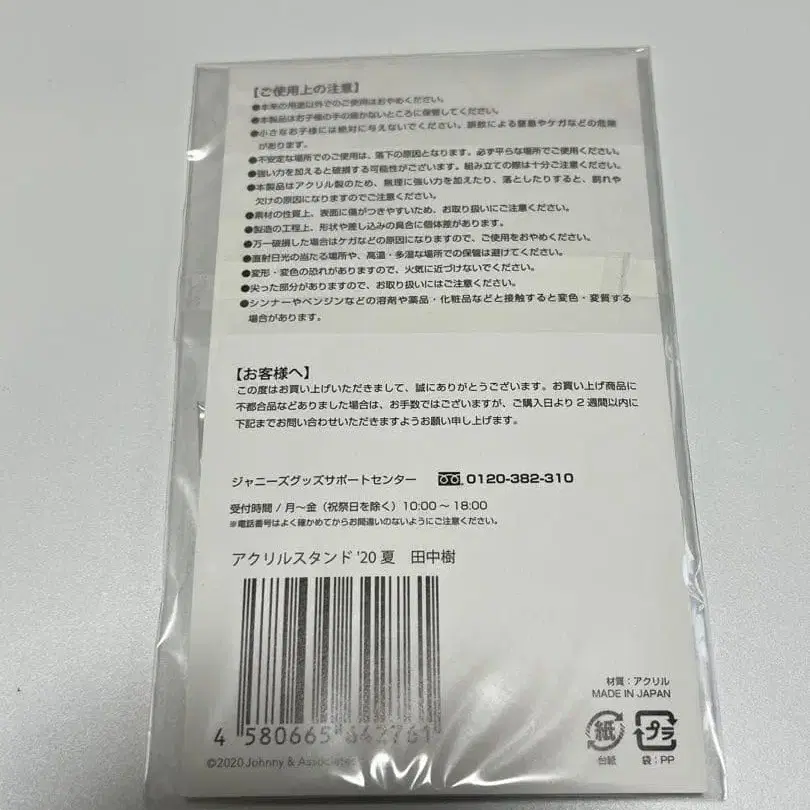 【ご使用上の注意】
●本来の用途以外でのご使用はおやめください。
●本製品はお子様の手の届かないところに保管してください。
●小さなお子様には絶対に与えないでください。誤飲による窒息やケガなどの危険
があります。
●不安定な場所でのご使用は、落下の原因となります。必ず平らな場所でご使用ください。
●強い力を加えると破損する可能性がございます。組み立ての際は十分ご注意ください。
●本製品はアクリル製のため、無理に強い力を加えたり、落としたりすると、割れや
欠けの原因になりますのでご注意ください。
●素材の性質上、表面に傷がつきやすいため、お取り扱いにご注意ください。
●製造の工程上、形状や差し込みの具合に個体差があります。
●万一破損した場合はケガなどの原因になりますので、ご使用をおやめください。
●直射日光の当たる場所や、高温・多湿な場所での保管は避けてください。
●変形・変色の恐れがありますので、火気に近づけないでください。
●尖った部分がありますので、お取り扱いにはご注意ください。
●シンナーやベンジンなどの溶剤や薬品・化粧品などと接触すると変色・変質する
場合があります。
【お客様へ】
この度はお買い上げいただきまして、誠にありがとうございます。お買い上げ商品に
不都合品などありました場合は、お手数ではございますが、ご購入日より2週間以内に
下記までお問い合わせいただきますようお願い申し上げます。
ジャニーズグッズサポートセンター 0120-382-310
受付時間 / 月〜金(祝祭日を除く)10:00〜18:00
※電話番号はよく確かめてからお間違いのないようにご注意ください。
アクリルスタンド '20 夏 田中樹
4 580665 642761
©2020 Johnny & Associates
材質:アクリル
MADE IN JAPAN
紙 プラ
台紙 袋:PP